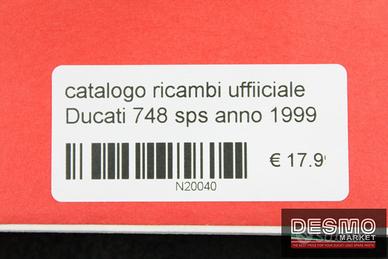 catalogo ricambi uffiiciale
Ducati 748 sps anno 1999
€ 17.9
N20040
DESMO
MARKET